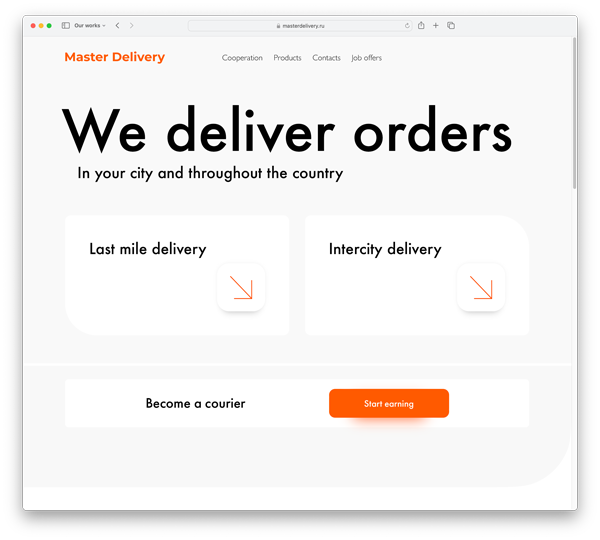 Our works
masterdelivery.ru
Master Delivery
Cooperation Products Contacts Job offers
We deliver orders
In your city and throughout the country
Last mile delivery
Intercity delivery
Become a courier
Start earning